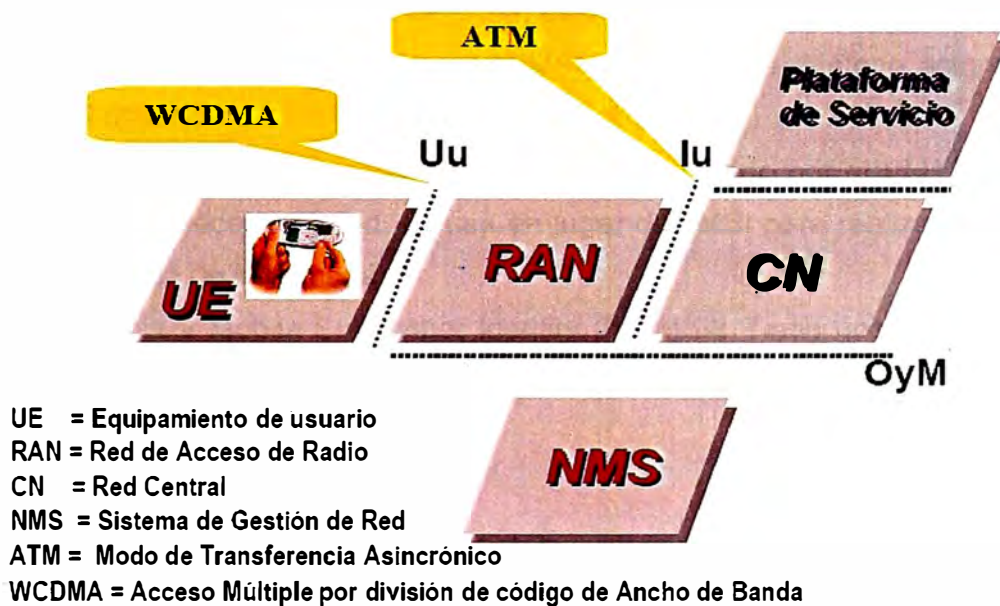 ATM
WCDMA
Plataforma
de Servicio
Uu
Iu
UE
RAN
CN
OyM
NMS
UE = Equipamiento de usuario
RAN = Red de Acceso de Radio
CN = Red Central
NMS = Sistema de Gestión de Red
ATM = Modo de Transferencia Asincrónico
WCDMA = Acceso Múltiple por división de código de Ancho de Banda